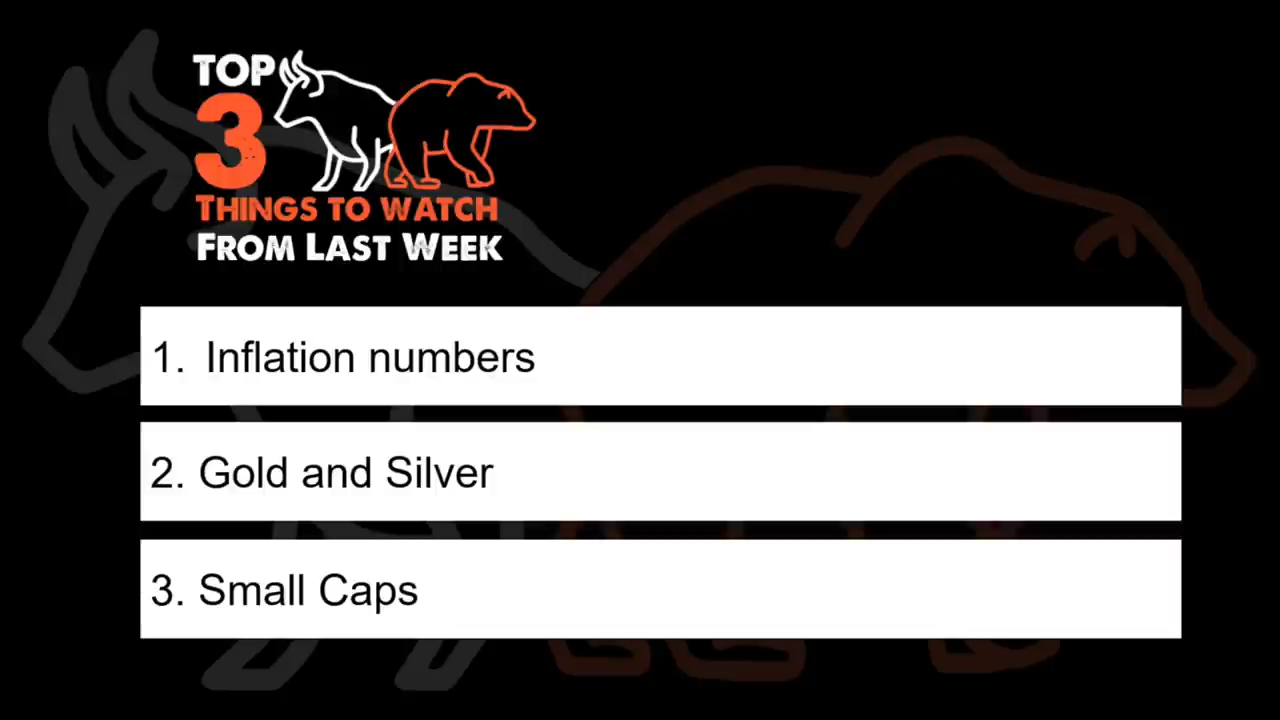 TOP
3
THINGS TO WATCH
FROM LAST WEEK
1. Inflation numbers
2. Gold and Silver
3. Small Caps